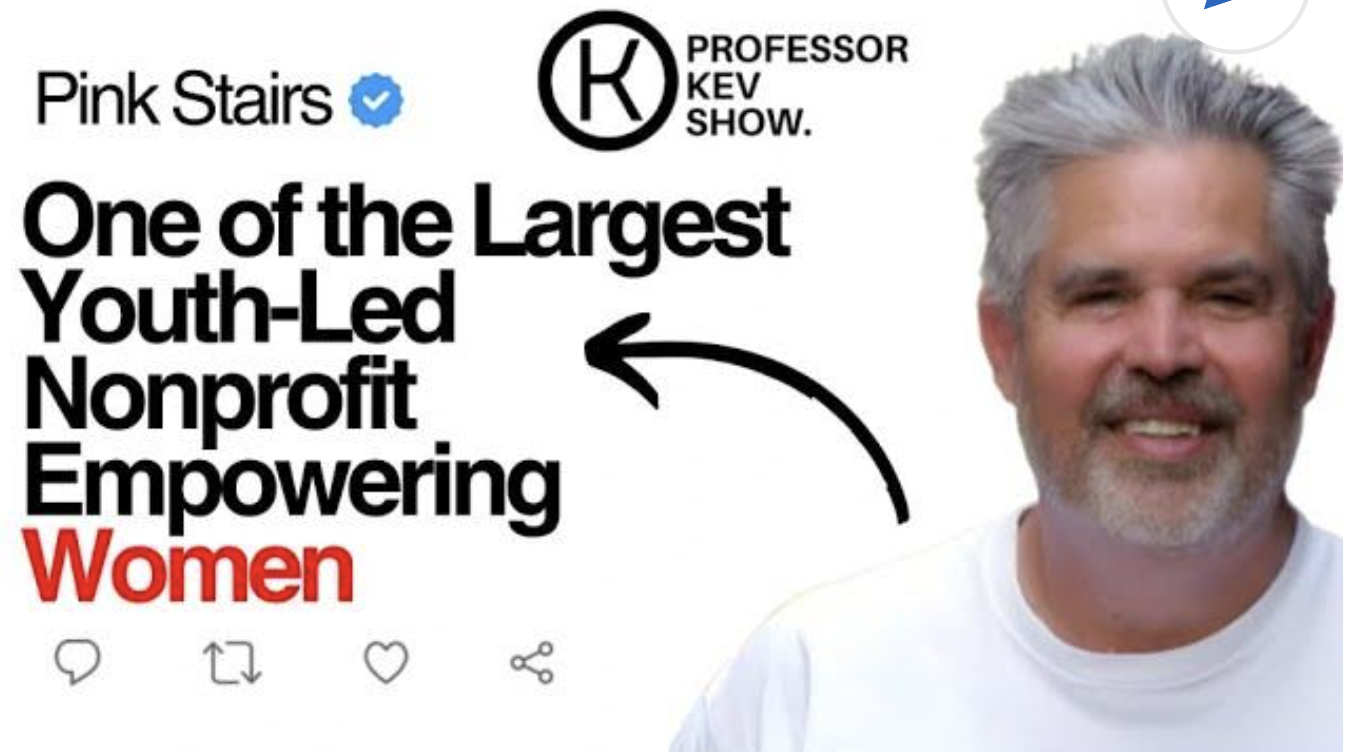 Pink Stairs
PROFESSOR
KEV
SHOW.
One of the Largest
Youth-Led
Nonprofit
Empowering
Women